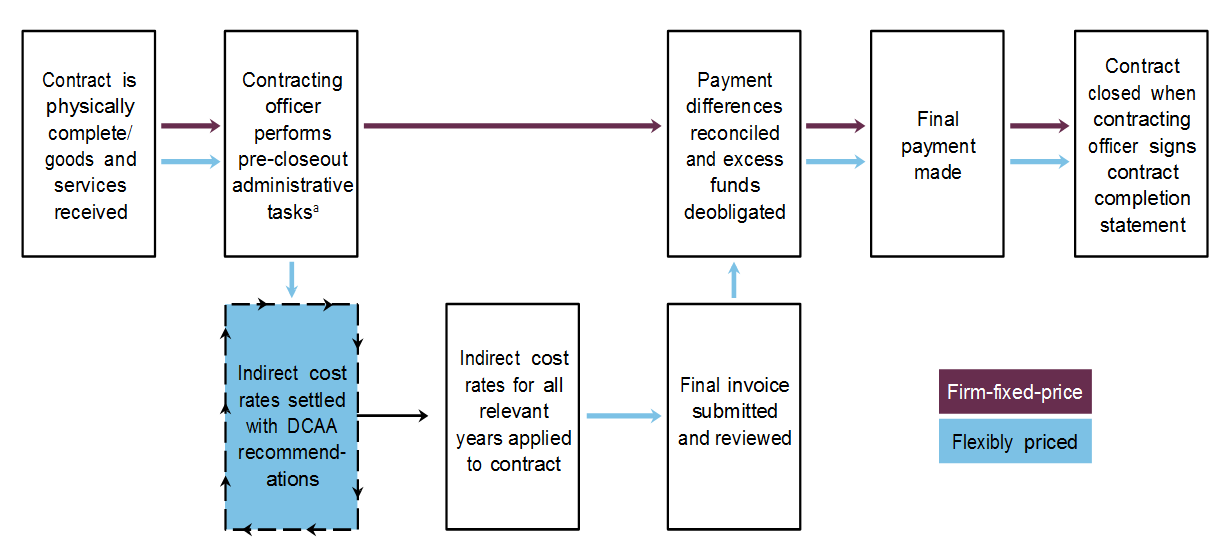 Contract is
physically
complete/
goods and
services
received
Contracting
officer
performs
pre-closeout
administrative
tasksᵃ
Payment
differences
reconciled
and excess
funds
deobligated
Final
payment
made
Contract
closed when
contracting
officer signs
contract
completion
statement
Indirect cost
rates settled
with DCAA
recommend-
ations
Indirect cost
rates for all
relevant
years applied
to contract
Final invoice
submitted
and reviewed
Firm-fixed-price
Flexibly priced